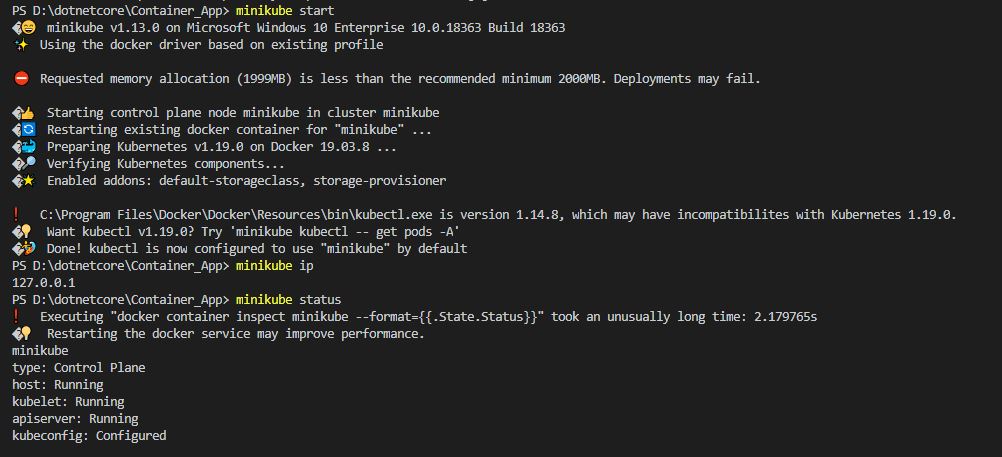 PS D:\dotnetcore\Container_App> minikube start
�😄  minikube v1.13.0 on Microsoft Windows 10 Enterprise 10.0.18363 Build 18363
✨  Using the docker driver based on existing profile
⛔  Requested memory allocation (1999MB) is less than the recommended minimum 2000MB. Deployments may fail.
�👍  Starting control plane node minikube in cluster minikube
�🔄  Restarting existing docker container for "minikube" ...
�🐳  Preparing Kubernetes v1.19.0 on Docker 19.03.8 ...
�🔎  Verifying Kubernetes components...
�🌟  Enabled addons: default-storageclass, storage-provisioner
❗  C:\Program Files\Docker\Docker\Resources\bin\kubectl.exe is version 1.14.8, which may have incompatibilites with Kubernetes 1.19.0.
�💡  Want kubectl v1.19.0? Try 'minikube kubectl -- get pods -A'
�🏄  Done! kubectl is now configured to use "minikube" by default
PS D:\dotnetcore\Container_App> minikube ip
127.0.0.1
PS D:\dotnetcore\Container_App> minikube status
❗  Executing "docker container inspect minikube --format={{.State.Status}}" took an unusually long time: 2.179765s
�💡  Restarting the docker service may improve performance.
minikube
type: Control Plane
host: Running
kubelet: Running
apiserver: Running
kubeconfig: Configured